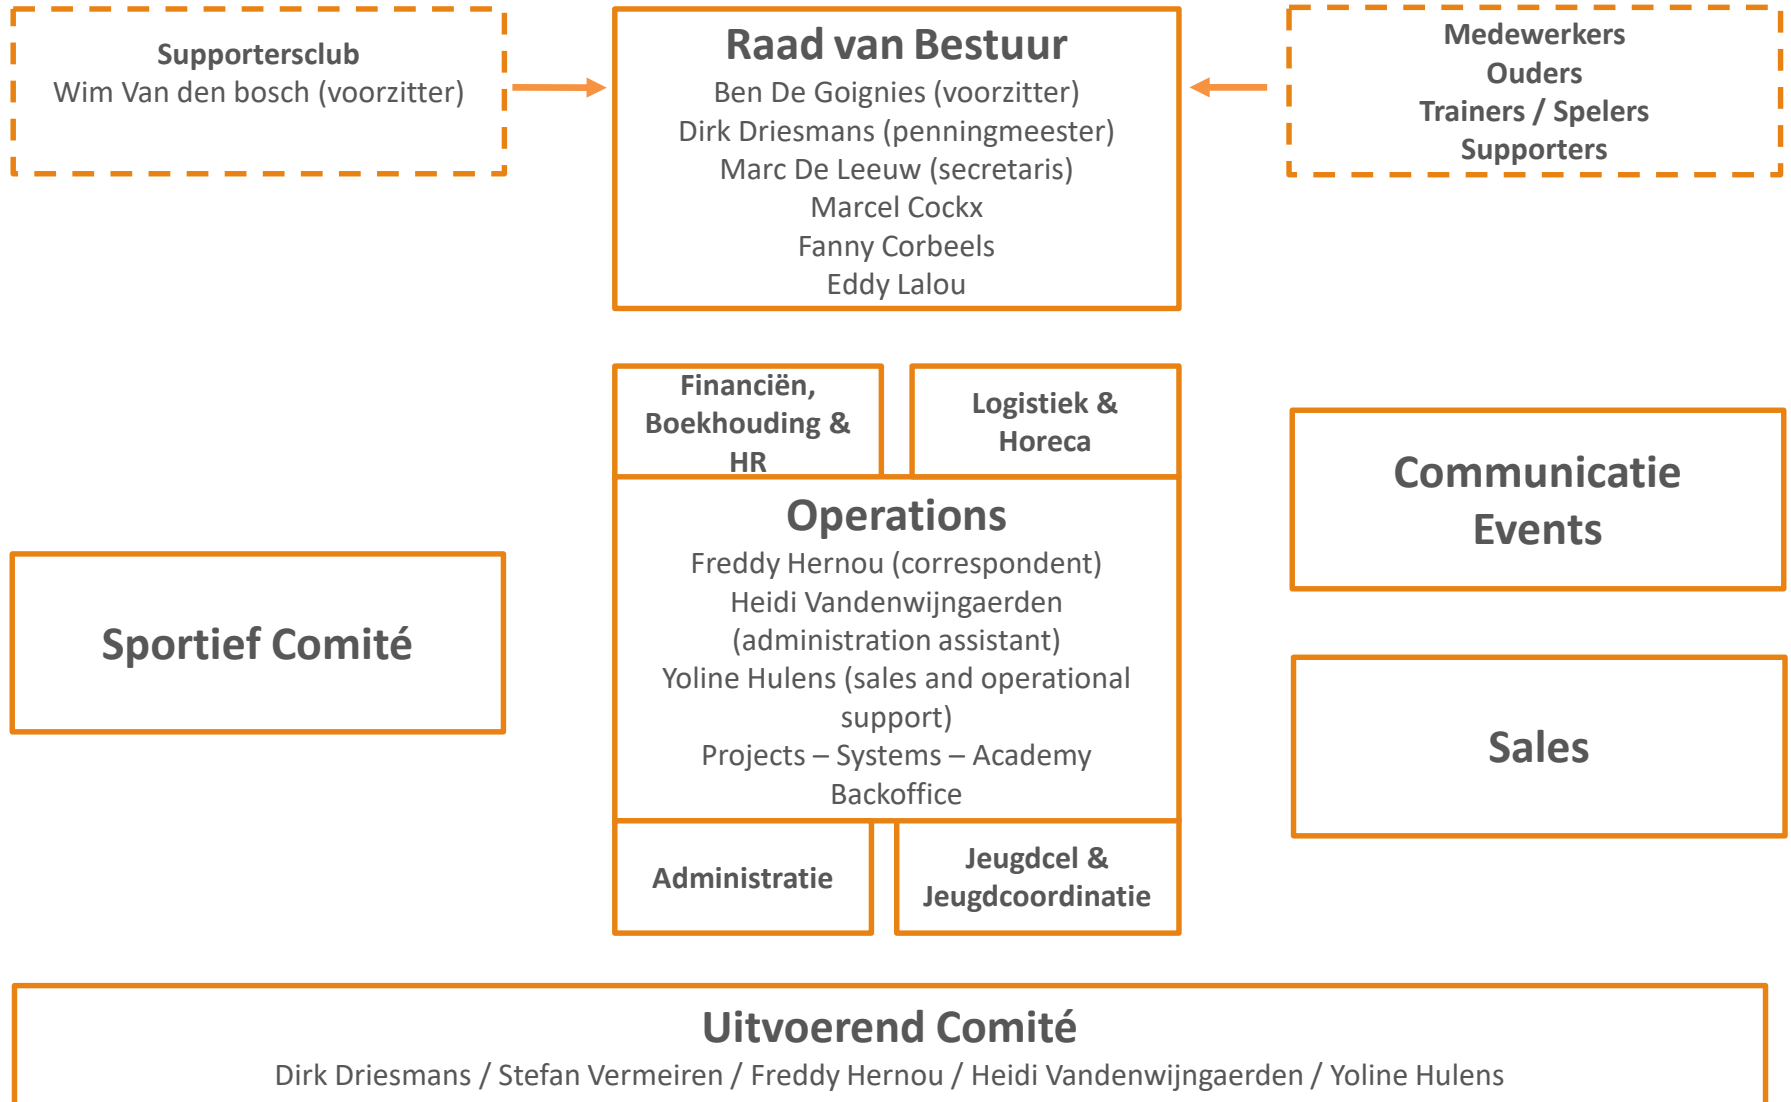 Supportersclub
Wim Van den bosch (voorzitter)
Raad van Bestuur
Ben De Goignies (voorzitter)
Dirk Driesmans (penningmeester)
Marc De Leeuw (secretaris)
Marcel Cockx
Fanny Corbeels
Eddy Lalou
Medewerkers
Ouders
Trainers / Spelers
Supporters
Financiën,
Boekhouding &
HR
Logistiek &
Horeca
Operations
Freddy Hernou (correspondent)
Heidi Vandenwijngaerden
(administration assistant)
Yoline Hulens (sales and operational
support)
Projects – Systems – Academy
Backoffice
Administratie
Jeugdcel &
Jeugdcoordinatie
Sportief Comité
Communicatie
Events
Sales
Uitvoerend Comité
Dirk Driesmans / Stefan Vermeiren / Freddy Hernou / Heidi Vandenwijngaerden / Yoline Hulens